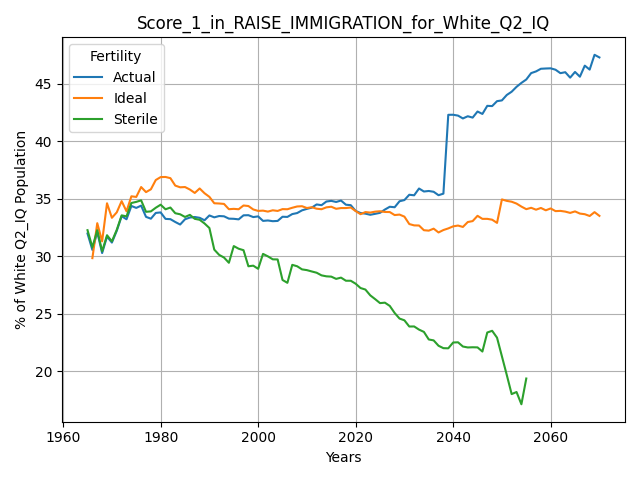 Score_1_in_RAISE_IMMIGRATION_for_White_Q2_IQ
% of White Q2_IQ Population
45
40
35
30
25
20
Fertility
Actual
Ideal
Sterile
1960 1980 2000 2020 2040 2060
Years